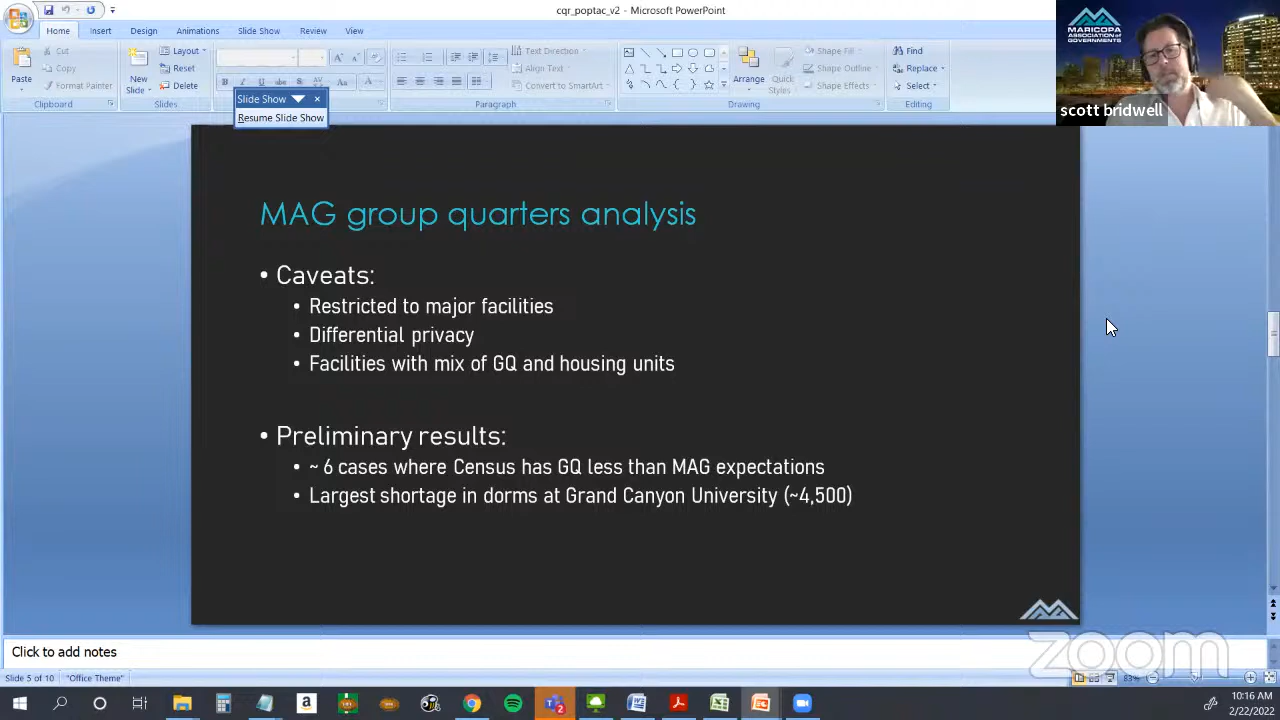 cqr_poptac_v2 - Microsoft PowerPoint
Home Insert Design Animations Slide Show Review View
Paste
Cut
Copy
Format Painter
Clipboard
New
Slide
Layout
Reset
Delete
Slides
B I U abe S AV Aa A
Text Direction
Align Text
Convert to SmartArt
Paragraph
Arrange
Quick
Styles
Shape Fill
Shape Outline
Shape Effects
Drawing
Find
Replace
Select
Editing
Slide Show
Resume Slide Show
MARICOPA
ASSOCIATION of
GOVERNMENTS
scott bridwell
MAG group quarters analysis
• Caveats:
• Restricted to major facilities
• Differential privacy
• Facilities with mix of GQ and housing units
• Preliminary results:
• ~ 6 cases where Census has GQ less than MAG expectations
• Largest shortage in dorms at Grand Canyon University (~4,500)
Click to add notes
zoom
Slide 5 of 10 "Office Theme" 83%
10:16 AM
2/22/2022